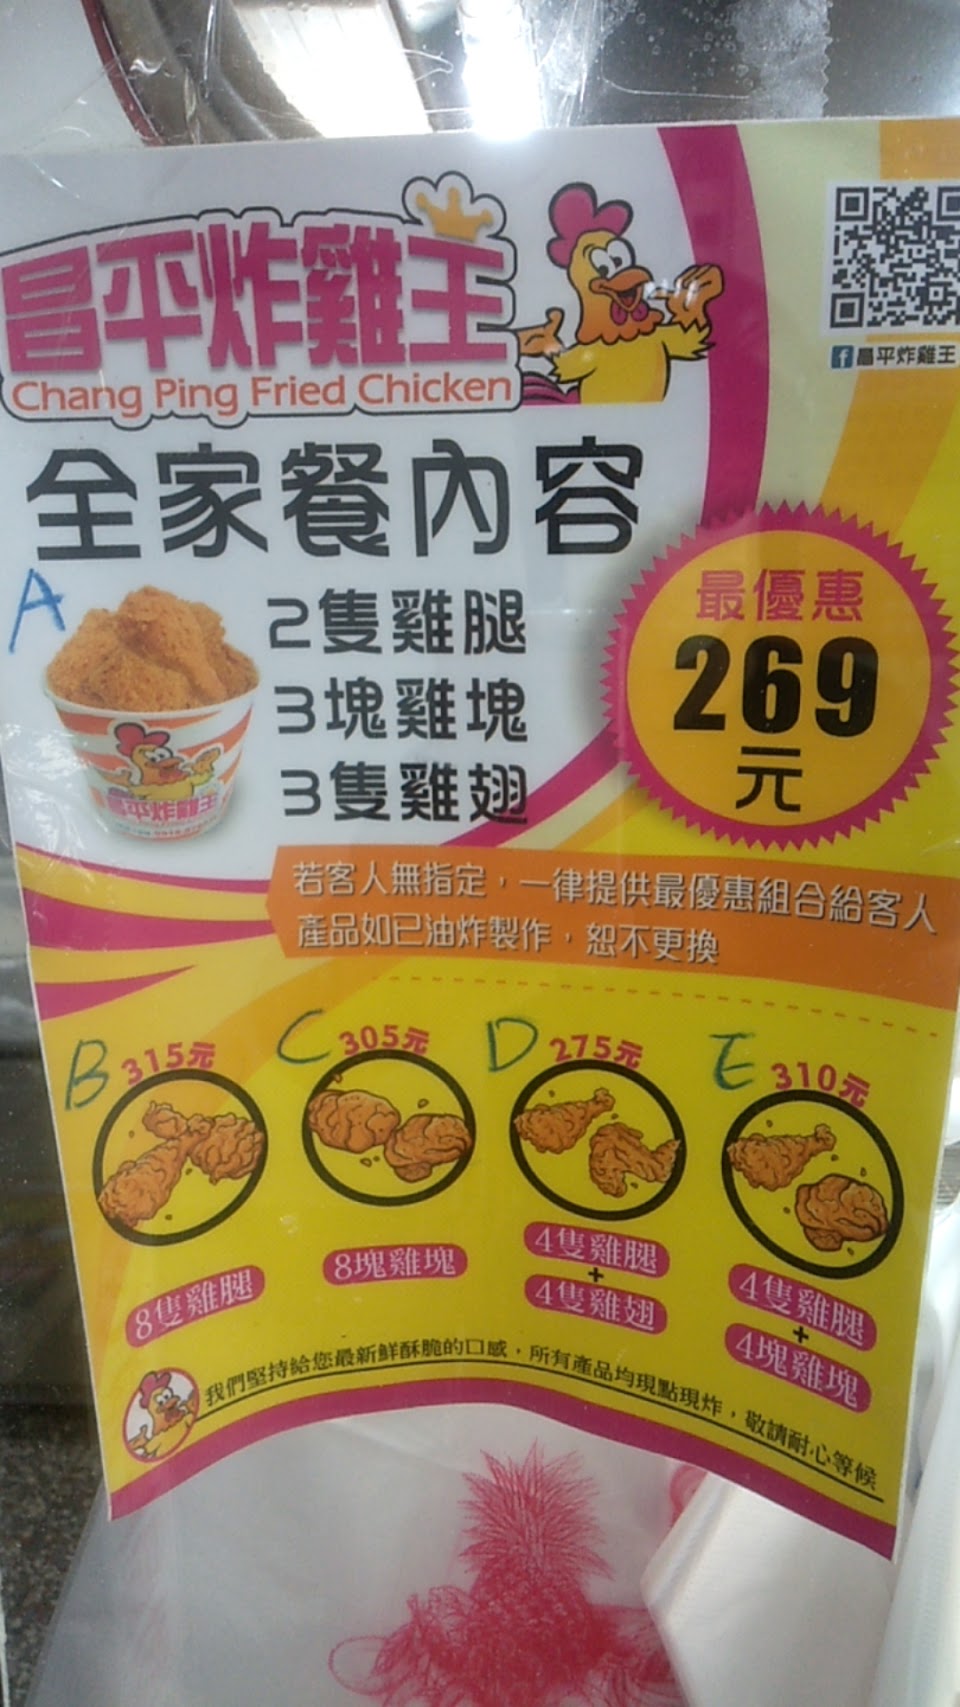 昌平炸雞王
Chang Ping Fried Chicken
昌平炸雞王
全家餐內容
A
2隻雞腿
3塊雞塊
3隻雞翅
最優惠
269
元
昌平炸雞王
若客人無指定，一律提供最優惠組合給客人
產品如已油炸製作，恕不更換
B 315元
C 305元
D 275元
E 310元
8隻雞腿
8塊雞塊
4隻雞腿
+
4隻雞翅
4隻雞腿
+
4塊雞塊
我們堅持給您最新鮮酥脆的口感，所有產品均現點現炸，敬請耐心等候